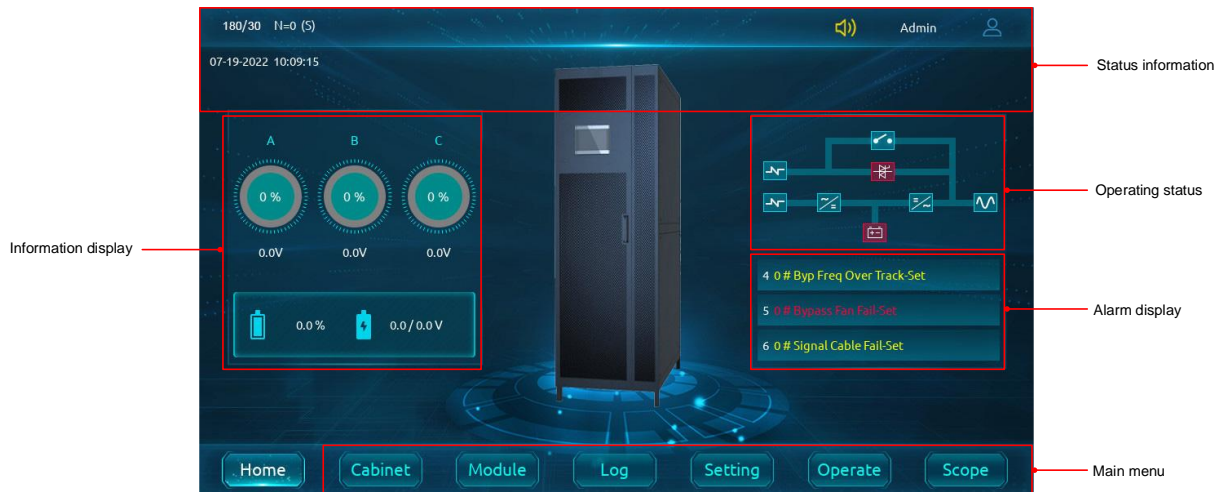 180/30 N=0 (S)
Admin
07-19-2022 10:09:15
Status information
A B C
0 % 0 % 0 %
0.0V 0.0V 0.0V
0.0 % 0.0 / 0.0 V
Information display
Operating status
4 0 # Byp Freq Over Track-Set
5 0 # Bypass Fan Fail-Set
6 0 # Signal Cable Fail-Set
Alarm display
Home Cabinet Module Log Setting Operate Scope
Main menu